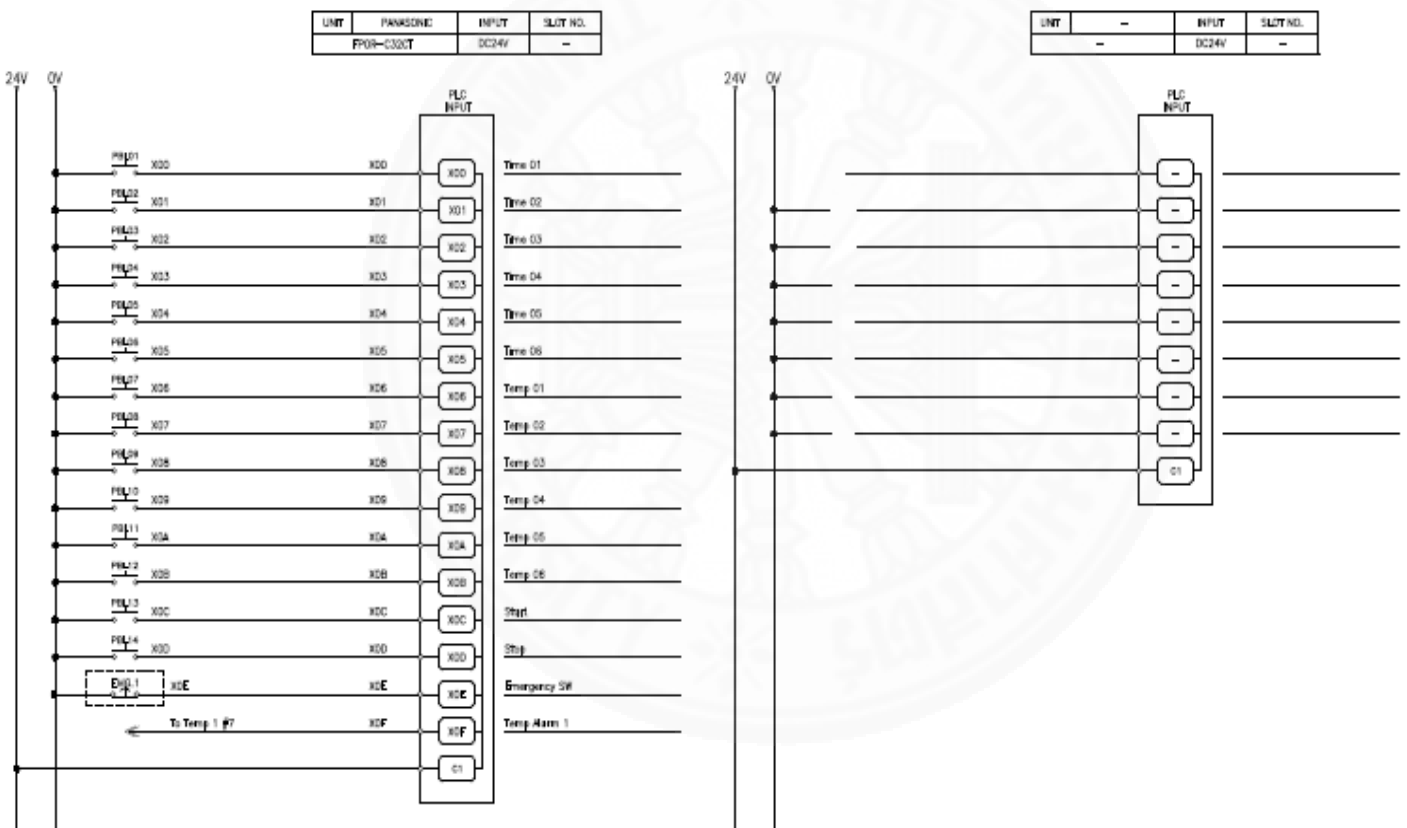 UNIT PANASONIC INPUT SLOT NO.
FP0R-C32CT DC24V -
UNIT - INPUT SLOT NO.
- DC24V -
24V 0V
PLC
INPUT
PBL01 X00 X00 X00 Time 01
PBL02 X01 X01 X01 Time 02
PBL03 X02 X02 X02 Time 03
PBL04 X03 X03 X03 Time 04
PBL05 X04 X04 X04 Time 05
PBL06 X05 X05 X05 Time 06
PBL07 X06 X06 X06 Temp 01
PBL08 X07 X07 X07 Temp 02
PBL09 X08 X08 X08 Temp 03
PBL10 X09 X09 X09 Temp 04
PBL11 X0A X0A X0A Temp 05
PBL12 X0B X0B X0B Temp 06
PBL13 X0C X0C X0C Start
PBL14 X0D X0D X0D Stop
EMG.1 X0E X0E X0E Emergency SW
To Temp 1 #7 X0F X0F Temp Alarm 1
C1
24V 0V
PLC
INPUT
-
-
-
-
-
-
-
-
C1